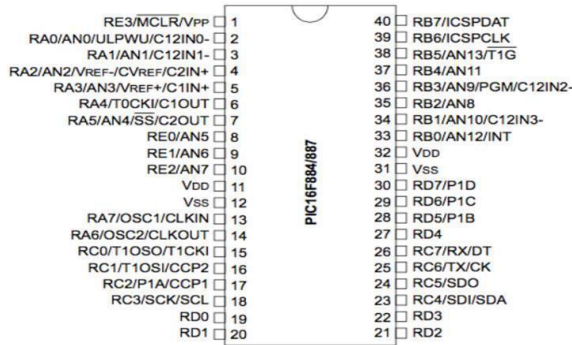 RE3/MCLR/VPP 1
RA0/AN0/ULPWU/C12IN0- 2
RA1/AN1/C12IN1- 3
RA2/AN2/VREF-/CVREF/C2IN+ 4
RA3/AN3/VREF+/C1IN+ 5
RA4/T0CKI/C1OUT 6
RA5/AN4/SS/C2OUT 7
RE0/AN5 8
RE1/AN6 9
RE2/AN7 10
VDD 11
VSS 12
RA7/OSC1/CLKIN 13
RA6/OSC2/CLKOUT 14
RC0/T1OSO/T1CKI 15
RC1/T1OSI/CCP2 16
RC2/P1A/CCP1 17
RC3/SCK/SCL 18
RD0 19
RD1 20
PIC16F884/887
40 RB7/ICSPDAT
39 RB6/ICSPCLK
38 RB5/AN13/T1G
37 RB4/AN11
36 RB3/AN9/PGM/C12IN2-
35 RB2/AN8
34 RB1/AN10/C12IN3-
33 RB0/AN12/INT
32 VDD
31 VSS
30 RD7/P1D
29 RD6/P1C
28 RD5/P1B
27 RD4
26 RC7/RX/DT
25 RC6/TX/CK
24 RC5/SDO
23 RC4/SDI/SDA
22 RD3
21 RD2